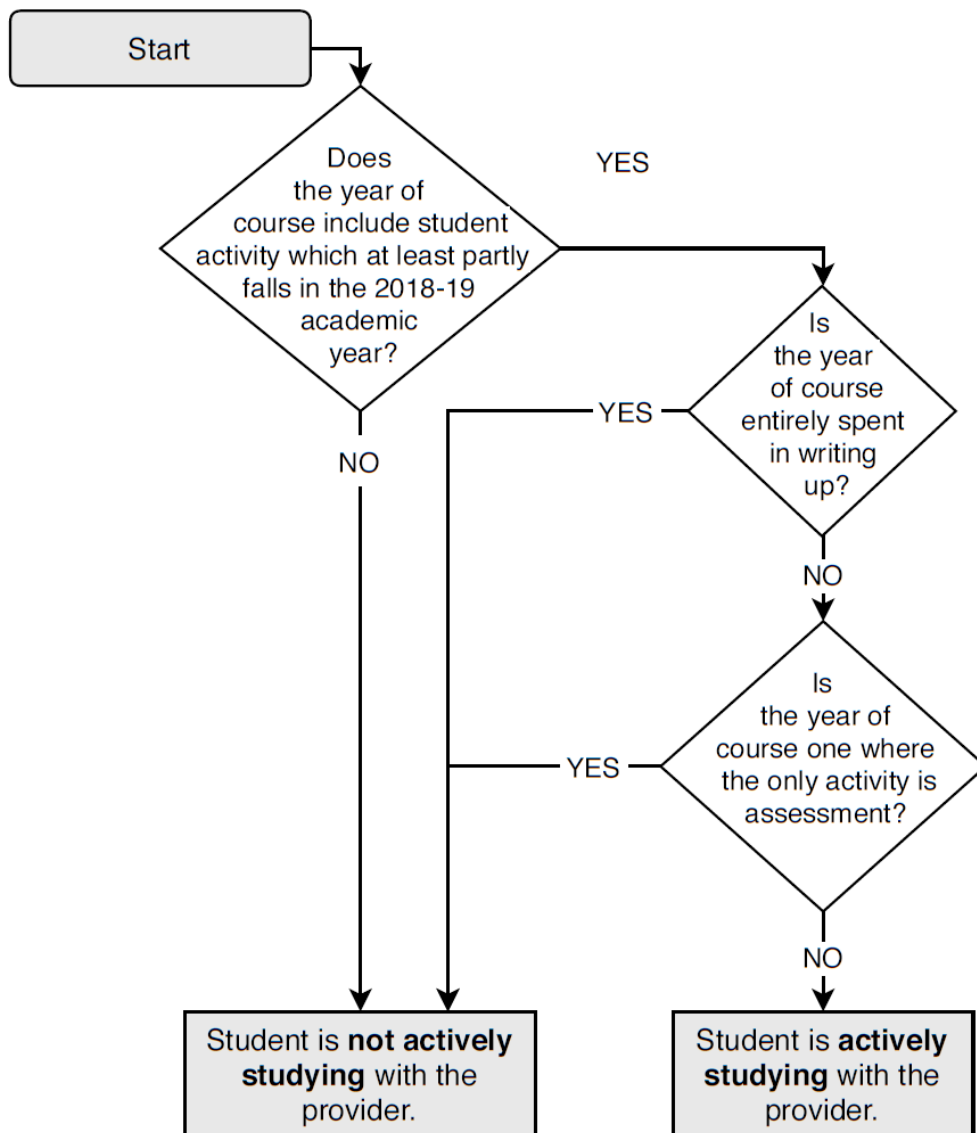 Start
Does
the year of
course include student
activity which at least partly
falls in the 2018-19
academic
year?
YES
NO
Is
the year
of course
entirely spent
in writing
up?
YES
NO
Is
the year of
course one where
the only activity is
assessment?
YES
NO
Student is not actively
studying with the
provider.
Student is actively
studying with the
provider.